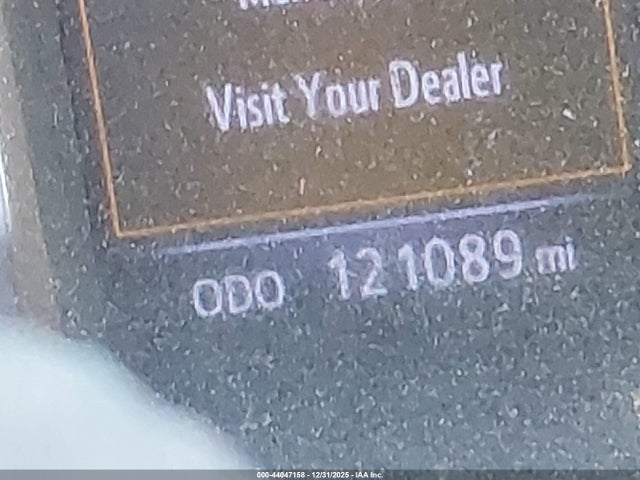 Visit Your Dealer
ODO 121089 mi
000-44047158 - 12/31/2025 - IAA Inc.